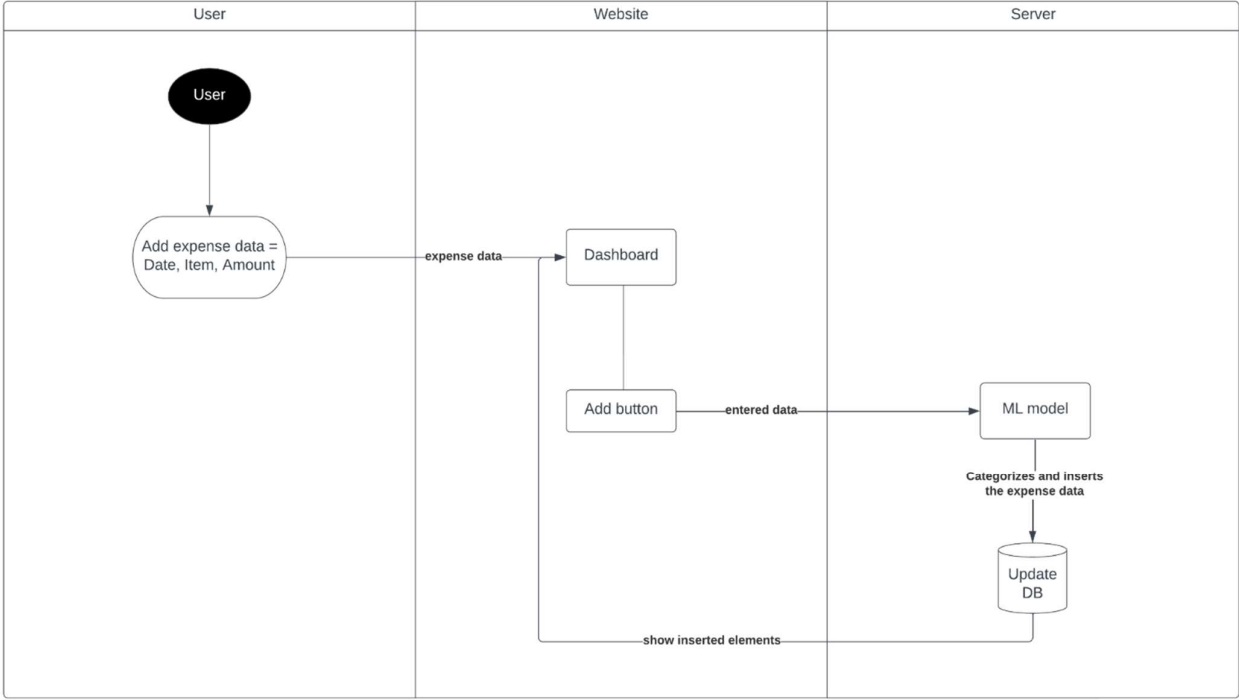 User
Website
Server
User
Add expense data =
Date, Item, Amount
expense data
Dashboard
Add button
entered data
ML model
Categorizes and inserts
the expense data
Update
DB
show inserted elements